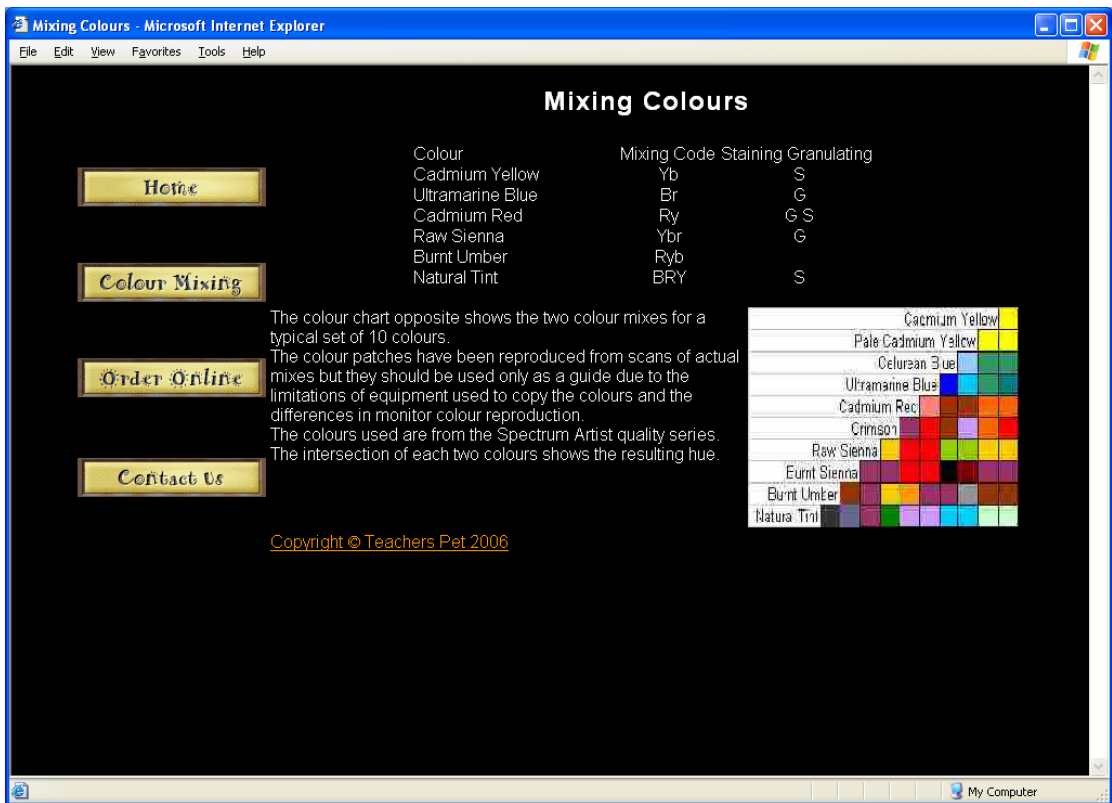 Mixing Colours - Microsoft Internet Explorer
File Edit View Favorites Tools Help
Mixing Colours
Colour Mixing Code Staining Granulating
Cadmium Yellow Yb S
Ultramarine Blue Br G
Cadmium Red Ry G S
Raw Sienna Ybr G
Burnt Umber Ryb
Natural Tint BRY S
Home
Colour Mixing
Order Online
Contact Us
The colour chart opposite shows the two colour mixes for a
typical set of 10 colours.
The colour patches have been reproduced from scans of actual
mixes but they should be used only as a guide due to the
limitations of equipment used to copy the colours and the
differences in monitor colour reproduction.
The colours used are from the Spectrum Artist quality series.
The intersection of each two colours shows the resulting hue.
Cadmium Yellow
Pale Cadmium Yellow
Celurean Blue
Ultramarine Blue
Cadmium Red
Crimson
Raw Sienna
Burnt Sienna
Burnt Umber
Natural Tint
Copyright © Teachers Pet 2006
My Computer